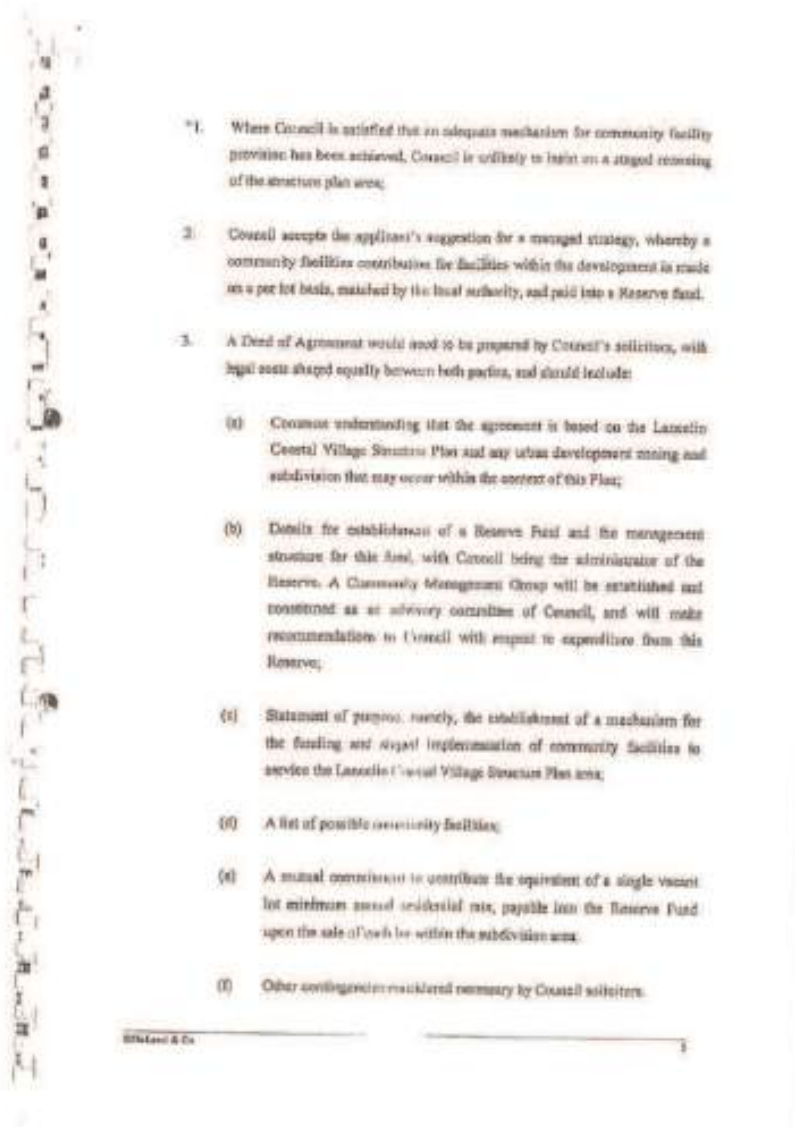 "1. Where Council is satisfied that an adequate mechanism for community facility
provision has been achieved, Council is unlikely to insist on a staged rezoning
of the structure plan area;
2. Council accepts the applicant's suggestion for a managed strategy, whereby a
community facilities contribution for facilities within the development is made
on a per lot basis, matched by the local authority, and paid into a Reserve fund.
3. A Deed of Agreement would need to be prepared by Council's solicitors, with
legal costs shared equally between both parties, and should include:
(a) Common understanding that the agreement is based on the Lancelin
Coastal Village Structure Plan and any urban development zoning and
subdivision that may occur within the context of this Plan;
(b) Details for establishment of a Reserve Fund and the management
structure for this fund, with Council being the administrator of the
Reserve. A Community Management Group will be established and
constituted as an advisory committee of Council, and will make
recommendations to Council with respect to expenditure from this
Reserve;
(c) Statement of purpose, namely, the establishment of a mechanism for
the funding and staged implementation of community facilities to
service the Lancelin Coastal Village Structure Plan area;
(d) A list of possible community facilities;
(e) A mutual commitment to contribute the equivalent of a single vacant
lot minimum annual residential rate, payable into the Reserve Fund
upon the sale of each lot within the subdivision area.
(f) Other contingencies considered necessary by Council solicitors.
& Co